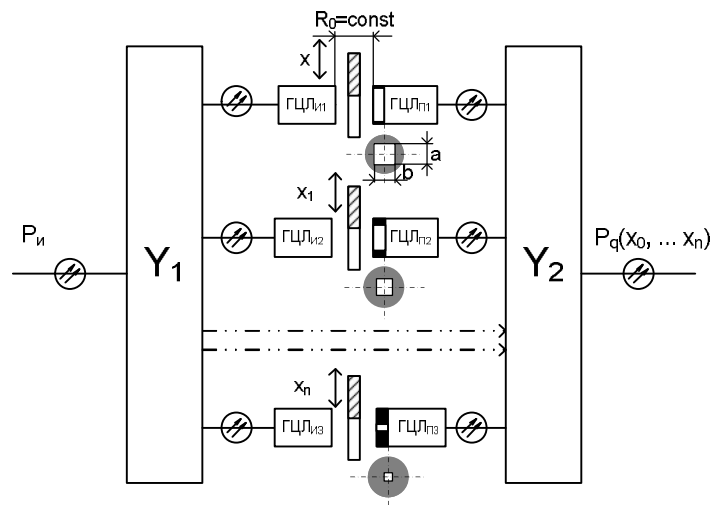 R₀=const
x
ГЦЛИ1
ГЦЛП1
a
b
x₁
ГЦЛИ2
ГЦЛП2
Pи
Y₁
Y₂
Pq(x₀, ... xₙ)
xₙ
ГЦЛИ3
ГЦЛП3